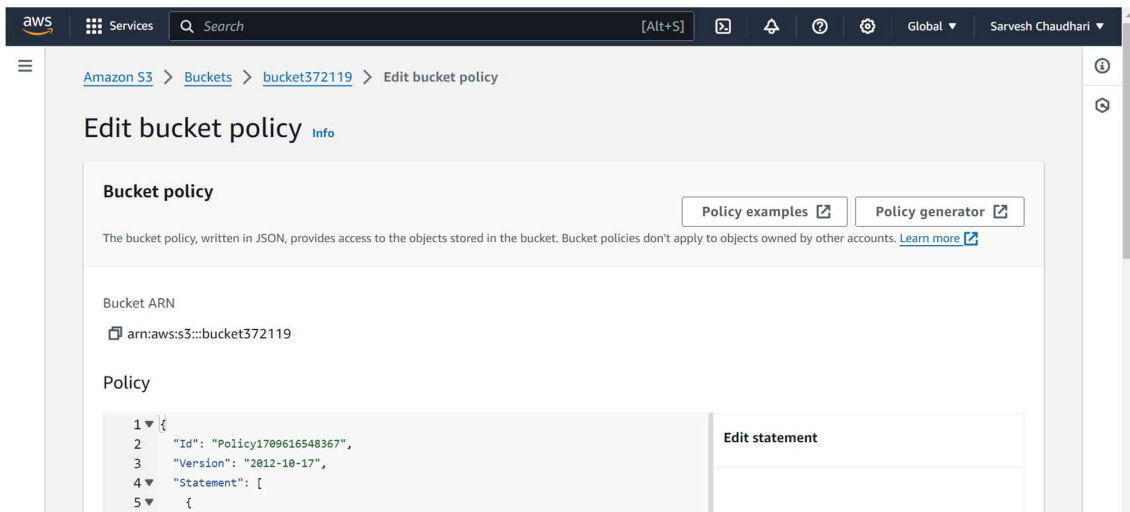 aws Services Search [Alt+S] Global Sarvesh Chaudhari
Amazon S3 > Buckets > bucket372119 > Edit bucket policy
Edit bucket policy Info
Bucket policy
Policy examples Policy generator
The bucket policy, written in JSON, provides access to the objects stored in the bucket. Bucket policies don't apply to objects owned by other accounts. Learn more
Bucket ARN
arn:aws:s3:::bucket372119
Policy
1 {
2 "Id": "Policy1709616548367",
3 "Version": "2012-10-17",
4 "Statement": [
5 {
Edit statement